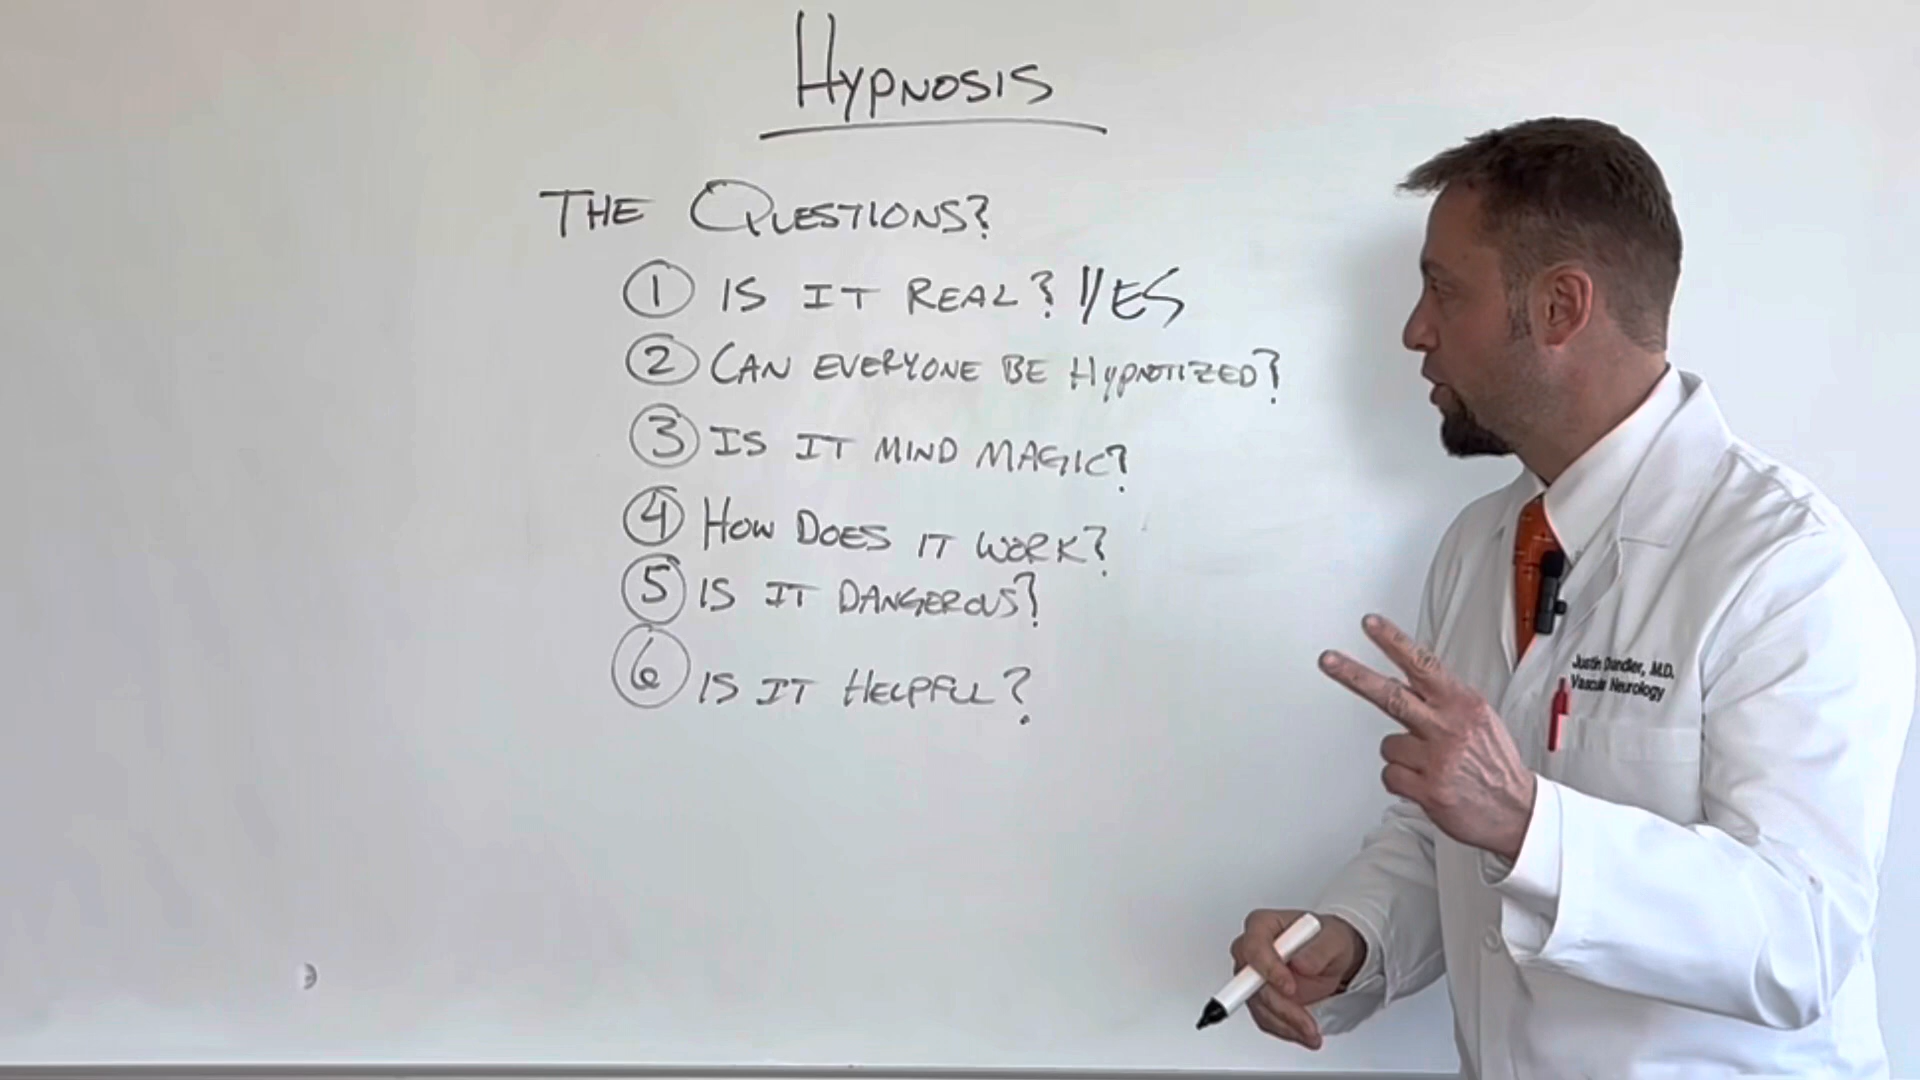 Hypnosis
The Questions?
1 Is it real? Yes
2 Can everyone be hypnotized?
3 Is it mind magic?
4 How does it work?
5 Is it dangerous?
6 Is it helpful?
Justin Chandler, M.D.
Vascular Neurology